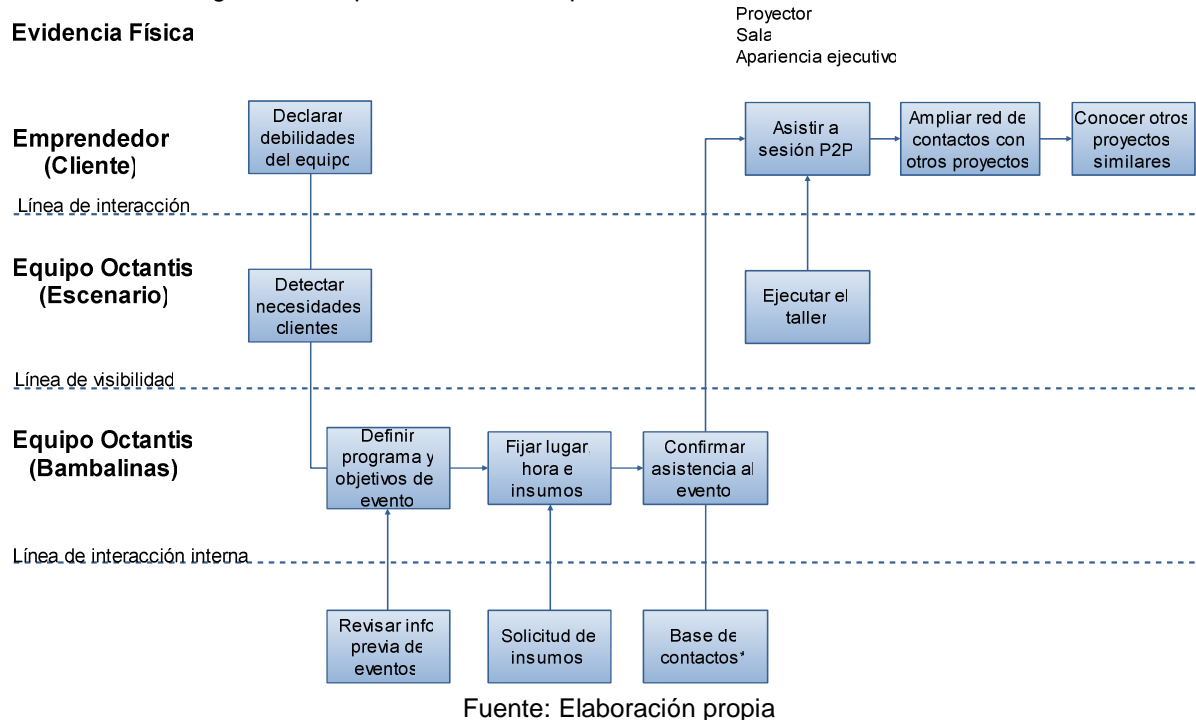 Proyector
Sala
Apariencia ejecutivo
Evidencia Física
Emprendedor
(Cliente)
Declarar
debilidades
del equipo
Asistir a
sesión P2P
Ampliar red de
contactos con
otros proyectos
Conocer otros
proyectos
similares
Línea de interacción
Equipo Octantis
(Escenario)
Detectar
necesidades
clientes
Ejecutar el
taller
Línea de visibilidad
Equipo Octantis
(Bambalinas)
Definir
programa y
objetivos de
evento
Fijar lugar,
hora e
insumos
Confirmar
asistencia al
evento
Línea de interacción interna
Revisar info
previa de
eventos
Solicitud de
insumos
Base de
contactos*
Fuente: Elaboración propia